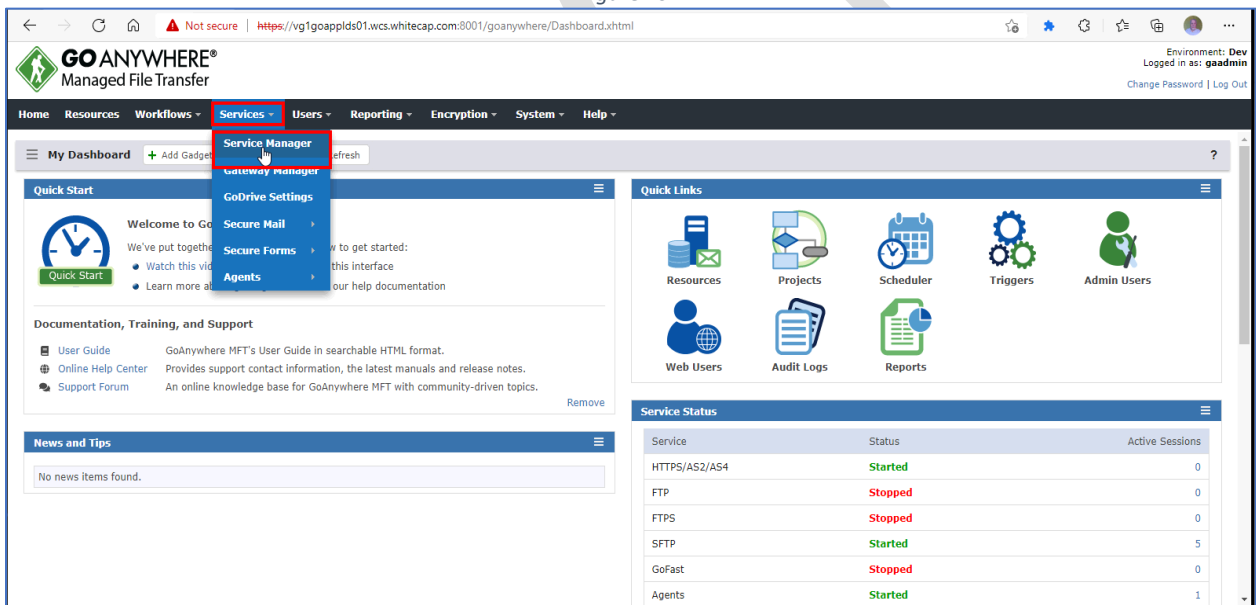 Not secure | https://vg1goapplds01.wcs.whitecap.com:8001/goanywhere/Dashboard.xhtml
GO ANYWHERE®
Managed File Transfer
Environment: Dev
Logged in as: gaadmin
Change Password | Log Out
Home Resources Workflows Services Users Reporting Encryption System Help
Service Manager
Gateway Manager
GoDrive Settings
Secure Mail
Secure Forms
Agents
My Dashboard + Add Gadget efresh ?
Quick Start
Welcome to Go
We've put togethe w to get started:
Quick Start
Watch this vid this interface
Learn more a our help documentation
Documentation, Training, and Support
User Guide GoAnywhere MFT's User Guide in searchable HTML format.
Online Help Center Provides support contact information, the latest manuals and release notes.
Support Forum An online knowledge base for GoAnywhere MFT with community-driven topics.
Remove
News and Tips
No news items found.
Quick Links
Resources Projects Scheduler Triggers Admin Users
Web Users Audit Logs Reports
Service Status
Service Status Active Sessions
HTTPS/AS2/AS4 Started 0
FTP Stopped 0
FTPS Stopped 0
SFTP Started 5
GoFast Stopped 0
Agents Started 1